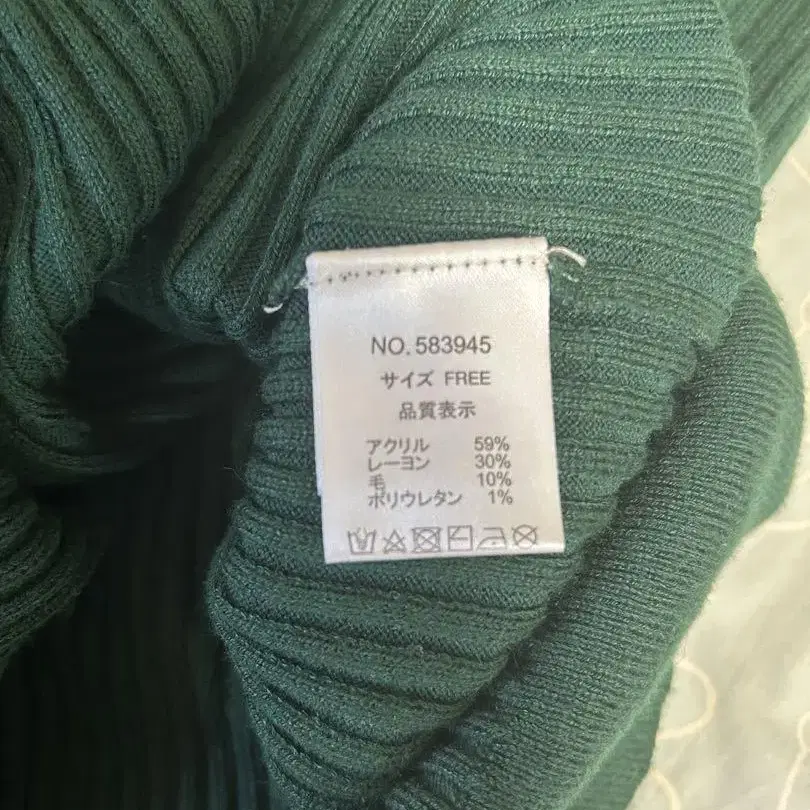 NO.583945
サイズ FREE
品質表示
アクリル 59%
レーヨン 30%
毛 10%
ポリウレタン 1%